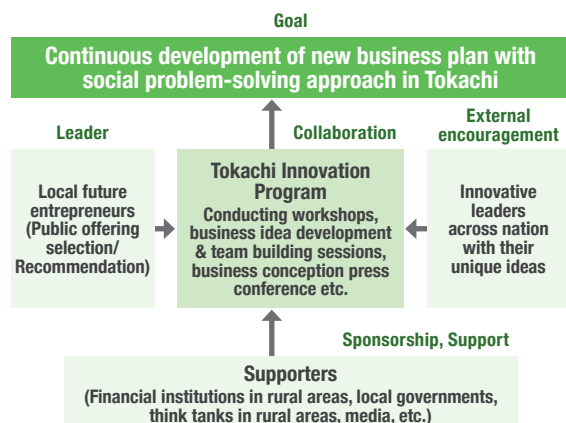 Goal
Continuous development of new business plan with
social problem-solving approach in Tokachi
Leader
Collaboration
External
encouragement
Local future
entrepreneurs
(Public offering
selection/
Recommendation)
Tokachi Innovation
Program
Conducting workshops,
business idea development
& team building sessions,
business conception press
conference etc.
Innovative
leaders
across nation
with their
unique ideas
Sponsorship, Support
Supporters
(Financial institutions in rural areas, local governments,
think tanks in rural areas, media, etc.)